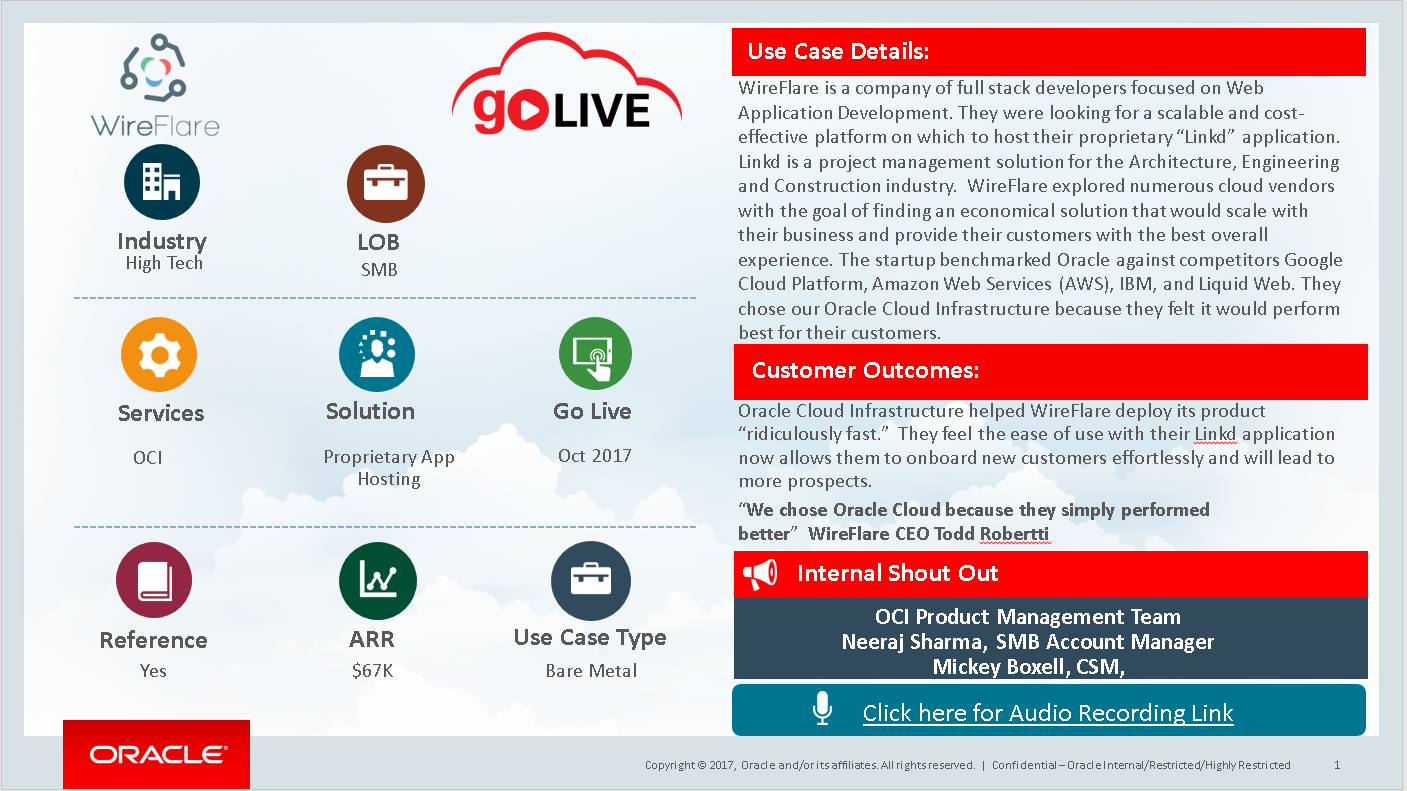 WireFlare
goLIVE
Industry
High Tech
LOB
SMB
Services
OCI
Solution
Proprietary App
Hosting
Go Live
Oct 2017
Reference
Yes
ARR
$67K
Use Case Type
Bare Metal
Use Case Details:
WireFlare is a company of full stack developers focused on Web
Application Development. They were looking for a scalable and cost-
effective platform on which to host their proprietary “Linkd” application.
Linkd is a project management solution for the Architecture, Engineering
and Construction industry.  WireFlare explored numerous cloud vendors
with the goal of finding an economical solution that would scale with
their business and provide their customers with the best overall
experience. The startup benchmarked Oracle against competitors Google
Cloud Platform, Amazon Web Services (AWS), IBM, and Liquid Web. They
chose our Oracle Cloud Infrastructure because they felt it would perform
best for their customers.
Customer Outcomes:
Oracle Cloud Infrastructure helped WireFlare deploy its product
“ridiculously fast.”  They feel the ease of use with their Linkd application
now allows them to onboard new customers effortlessly and will lead to
more prospects.
“We chose Oracle Cloud because they simply performed
better”  WireFlare CEO Todd Robertti
Internal Shout Out
OCI Product Management Team
Neeraj Sharma, SMB Account Manager
Mickey Boxell, CSM,
Click here for Audio Recording Link
ORACLE®
Copyright © 2017, Oracle and/or its affiliates. All rights reserved.  |  Confidential – Oracle Internal/Restricted/Highly Restricted
1